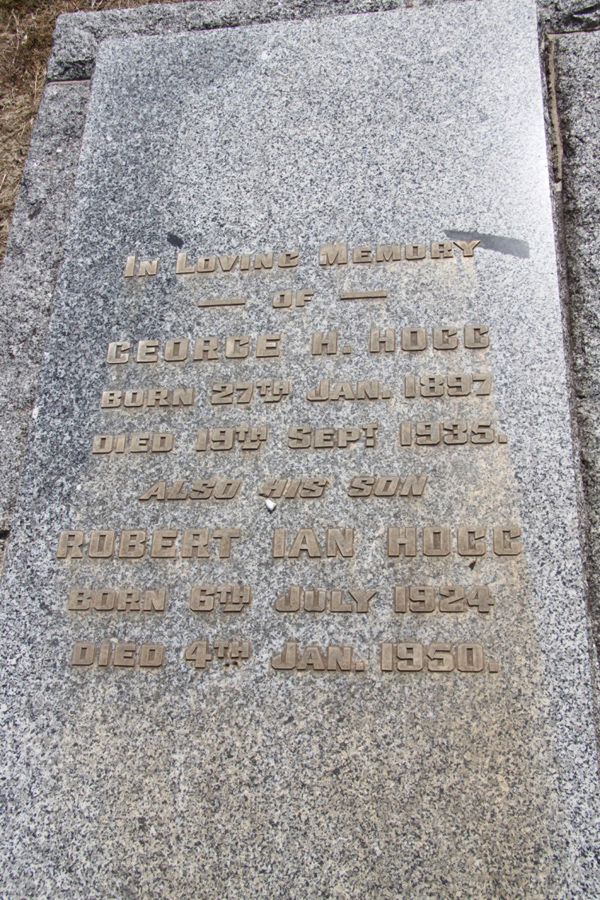 In Loving Memory
— OF —
GEORGE H. HOGG
BORN 27TH JAN. 1897
DIED 19TH SEPT. 1935.
ALSO HIS SON
ROBERT IAN HOGG
BORN 6TH JULY 1924
DIED 4TH JAN. 1950.